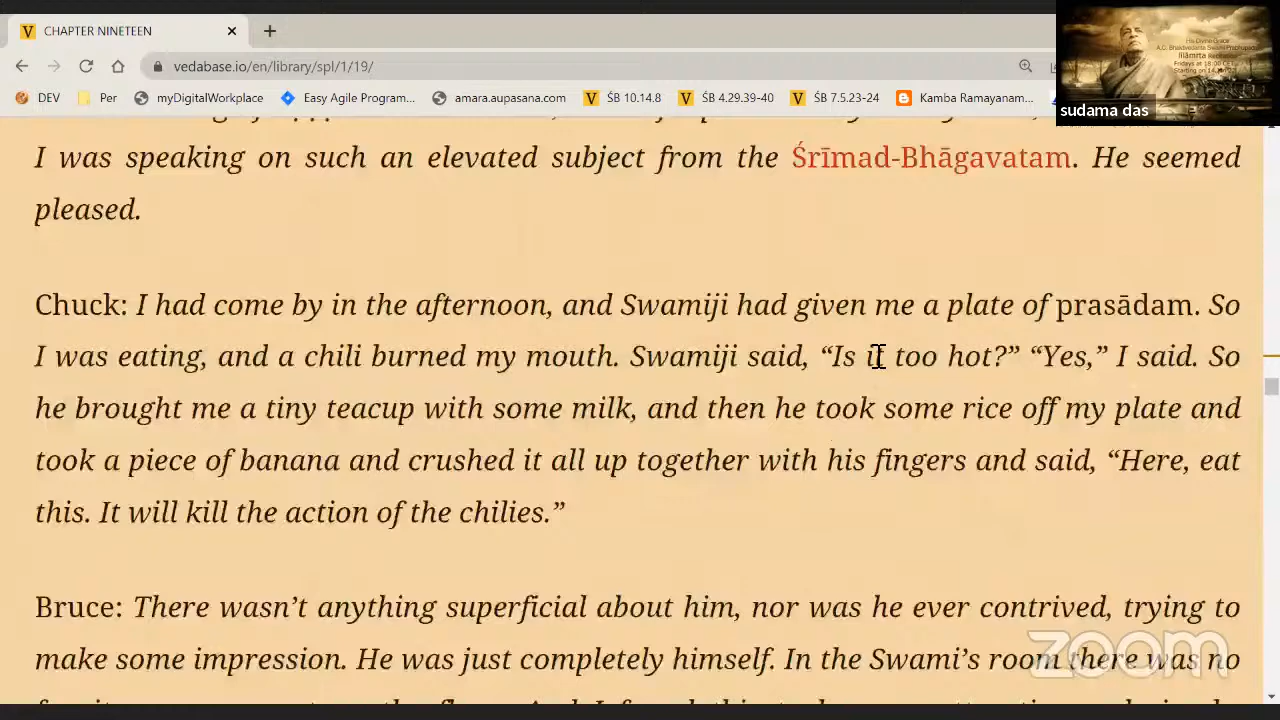 CHAPTER NINETEEN
vedabase.io/en/library/spl/1/19/
DEV Per myDigitalWorkplace Easy Agile Program... amara.aupasana.com ŚB 10.14.8 ŚB 4.29.39-40 ŚB 7.5.23-24 Kamba Ramayanam...
His Divine Grace
A.C. Bhaktivedanta Swami Prabhupada
līlāmṛta
sudama das
I was speaking on such an elevated subject from the Śrīmad-Bhāgavatam. He seemed
pleased.
Chuck: I had come by in the afternoon, and Swamiji had given me a plate of prasādam. So
I was eating, and a chili burned my mouth. Swamiji said, “Is it too hot?” “Yes,” I said. So
he brought me a tiny teacup with some milk, and then he took some rice off my plate and
took a piece of banana and crushed it all up together with his fingers and said, “Here, eat
this. It will kill the action of the chilies.”
Bruce: There wasn’t anything superficial about him, nor was he ever contrived, trying to
make some impression. He was just completely himself. In the Swami’s room there was no
zoom